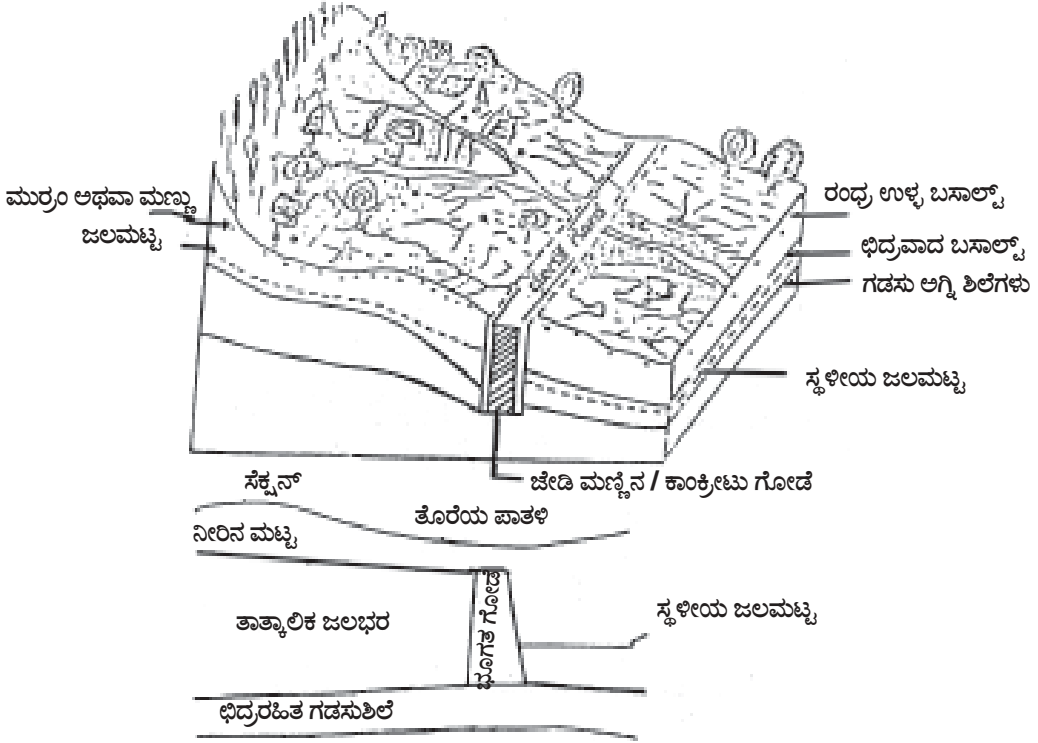 ಮುರ್ರಂ ಅಥವಾ ಮಣ್ಣು
ಜಲಮಟ್ಟ
ರಂಧ್ರ ಉಳ್ಳ ಬಸಾಲ್ಟ್
ಛಿದ್ರವಾದ ಬಸಾಲ್ಟ್
ಗಡಸು ಅಗ್ನಿ ಶಿಲೆಗಳು
ಸ್ಥಳೀಯ ಜಲಮಟ್ಟ
ಜೇಡಿ ಮಣ್ಣಿನ / ಕಾಂಕ್ರೀಟು ಗೋಡೆ
ಸೆಕ್ಷನ್
ತೊರೆಯ ಪಾತಳಿ
ನೀರಿನ ಮಟ್ಟ
ತಾತ್ಕಾಲಿಕ ಜಲಭರ
ಭೂಗತ ಗೋಡೆ
ಸ್ಥಳೀಯ ಜಲಮಟ್ಟ
ಛಿದ್ರರಹಿತ ಗಡಸುಶಿಲೆ